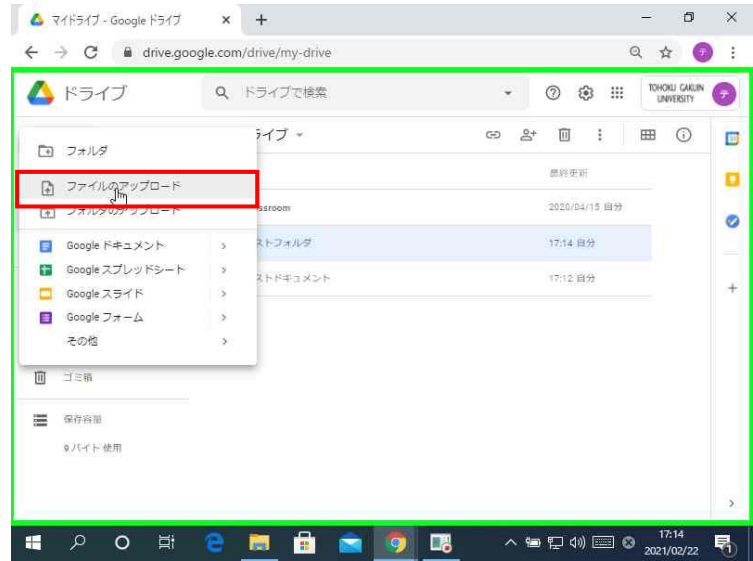 マイドライブ - Google ドライブ
drive.google.com/drive/my-drive
テ
ドライブ
ドライブで検索
TOHOKU GAKUIN
UNIVERSITY
テ
ライブ
フォルダ
最終更新
ファイルのアップロード
フォルダのアップロード
ssroom
2020/04/15 自分
Google ドキュメント
ストフォルダ
17:14 自分
Google スプレッドシート
ストドキュメント
17:12 自分
Google スライド
Google フォーム
その他
ゴミ箱
保存容量
9 バイト 使用
17:14
2021/02/22
1